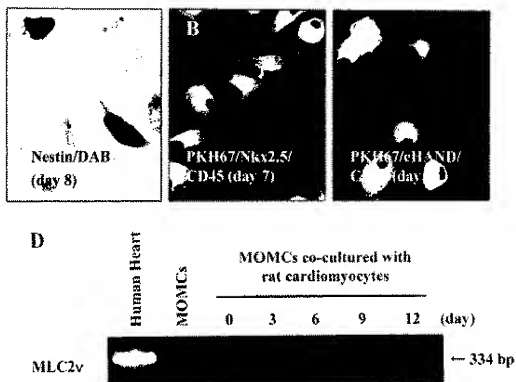 A
Nestin/DAB
(day 8)
B
PKH67/Nkx2.5/
CD45 (day 7)
PKH67/eHAND/
D
Human Heart
MOMCs
MOMCs co-cultured with
rat cardiomyocytes
0 3 6 9 12 (day)
MLC2v
← 334 bp